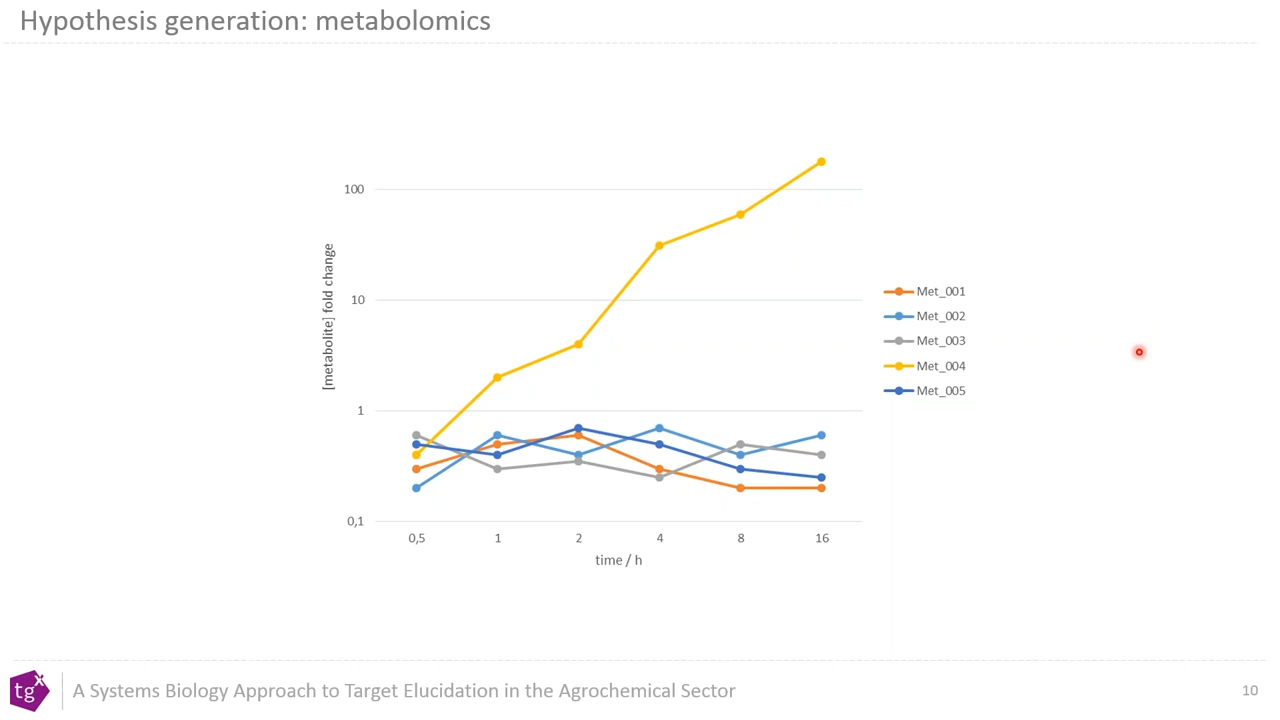 Hypothesis generation: metabolomics
100
10
1
0,1
[metabolite] fold change
0,5 1 2 4 8 16
time / h
Met_001
Met_002
Met_003
Met_004
Met_005
tgx
A Systems Biology Approach to Target Elucidation in the Agrochemical Sector
10